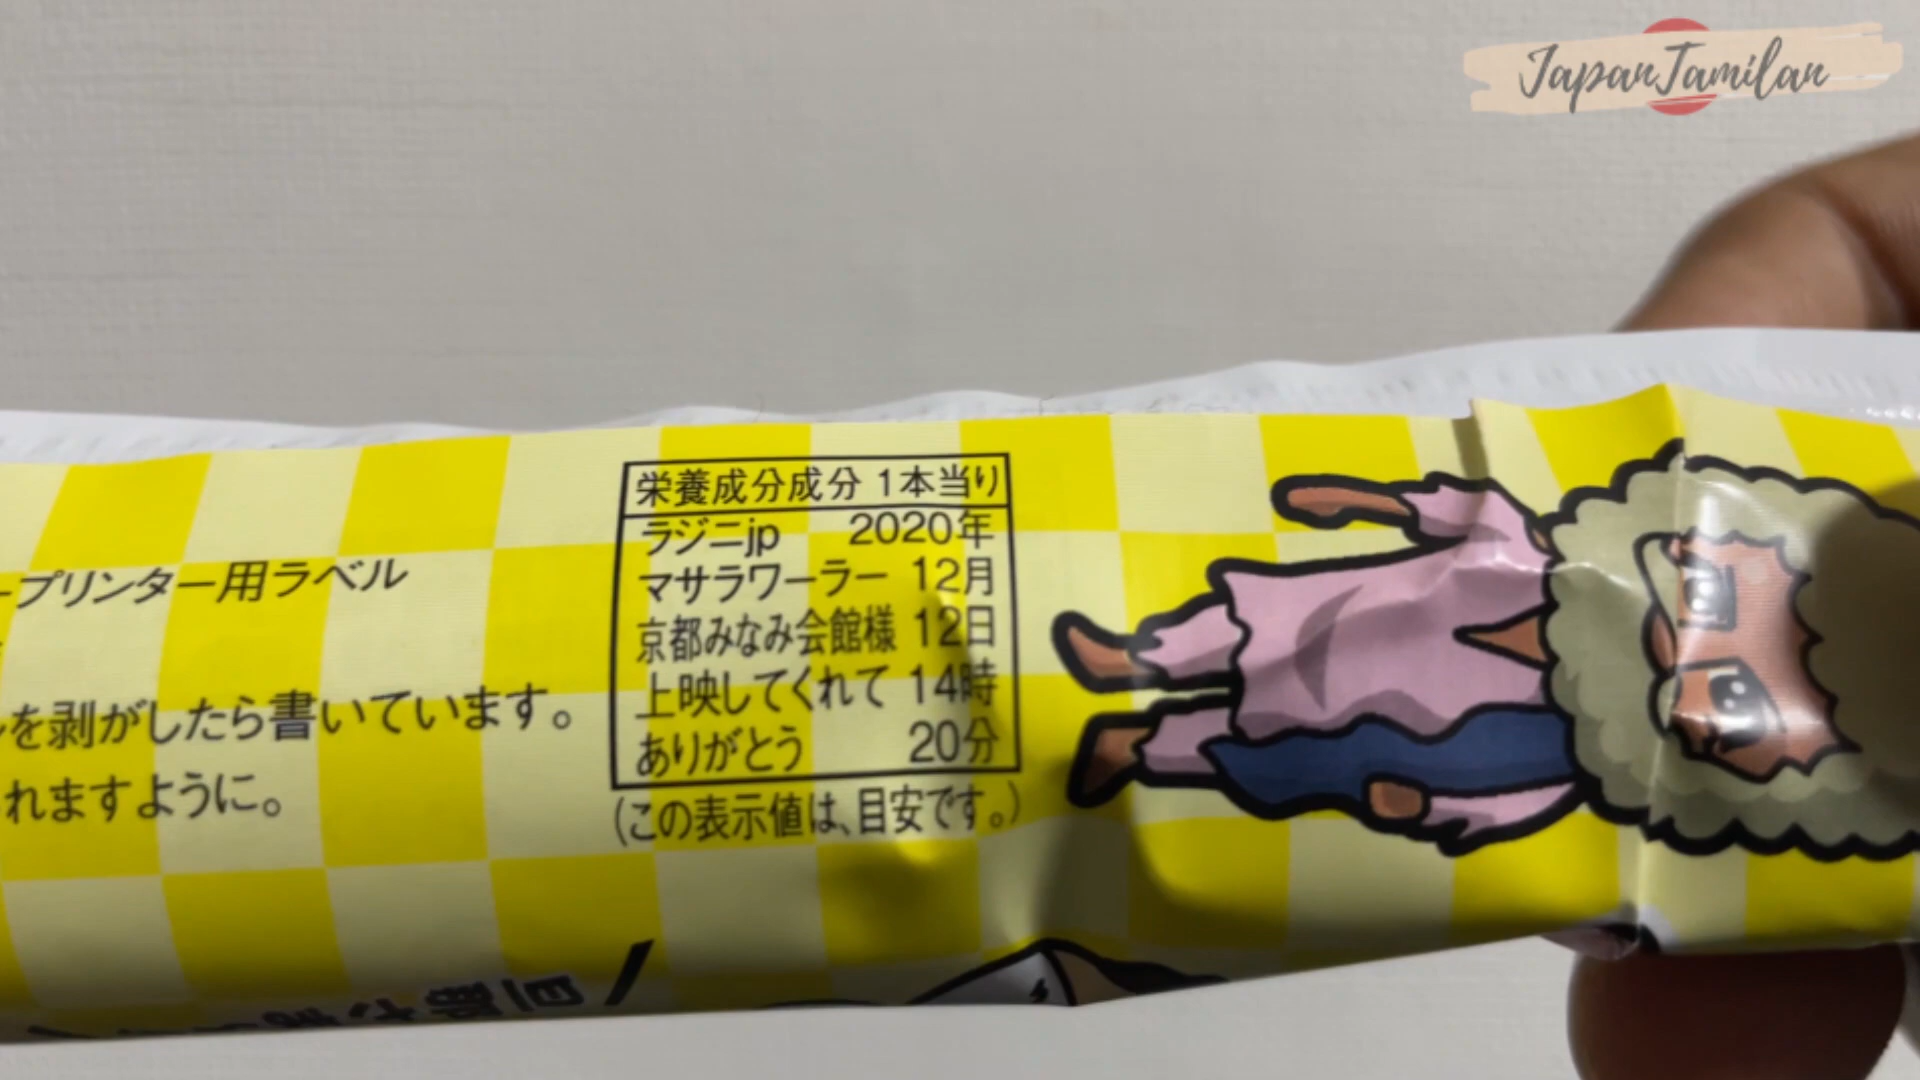 JapanTamilan
プリンター用ラベル
を剥がしたら書いています。
れますように。
栄養成分成分 1本当り
ラジニjp 2020年
マサラワーラー 12月
京都みなみ会館様 12日
上映してくれて 14時
ありがとう 20分
(この表示値は、目安です。)